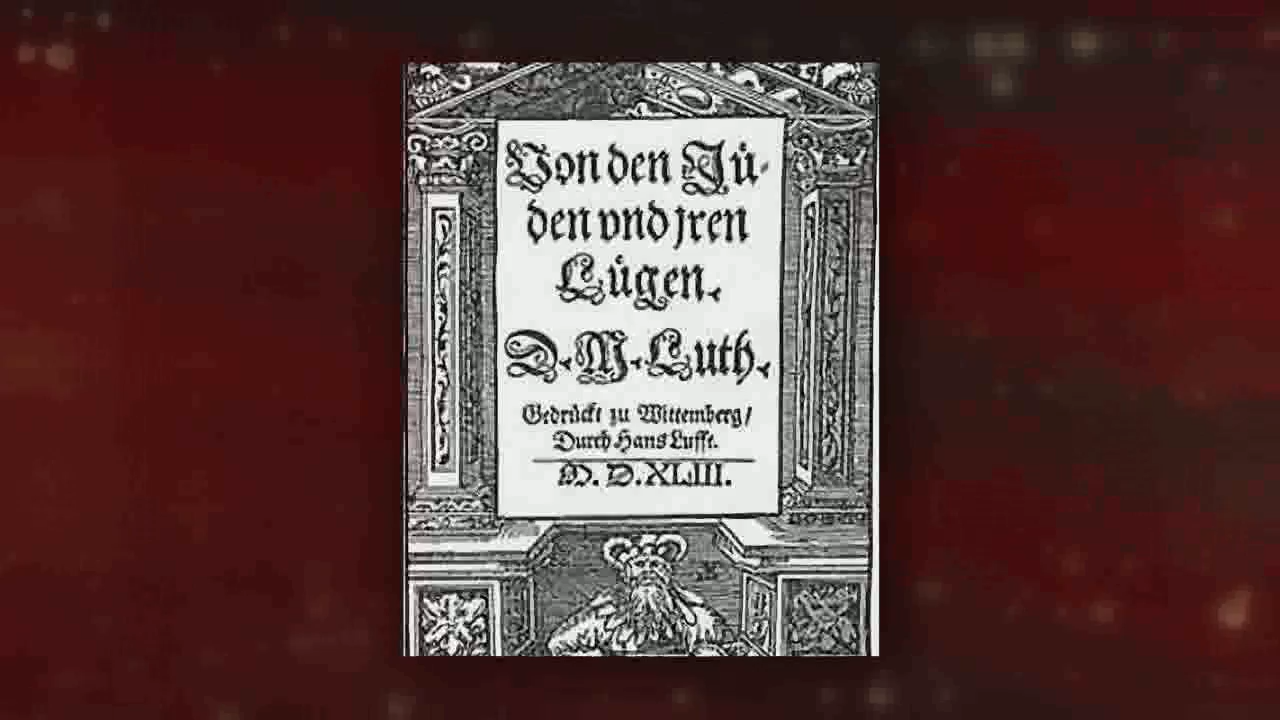 Von den Jü-
den vnd jren
Lügen.
D. M. Luth.
Gedrückt zu Wittemberg/
Durch Hans Lufft.
M. D. XLIII.